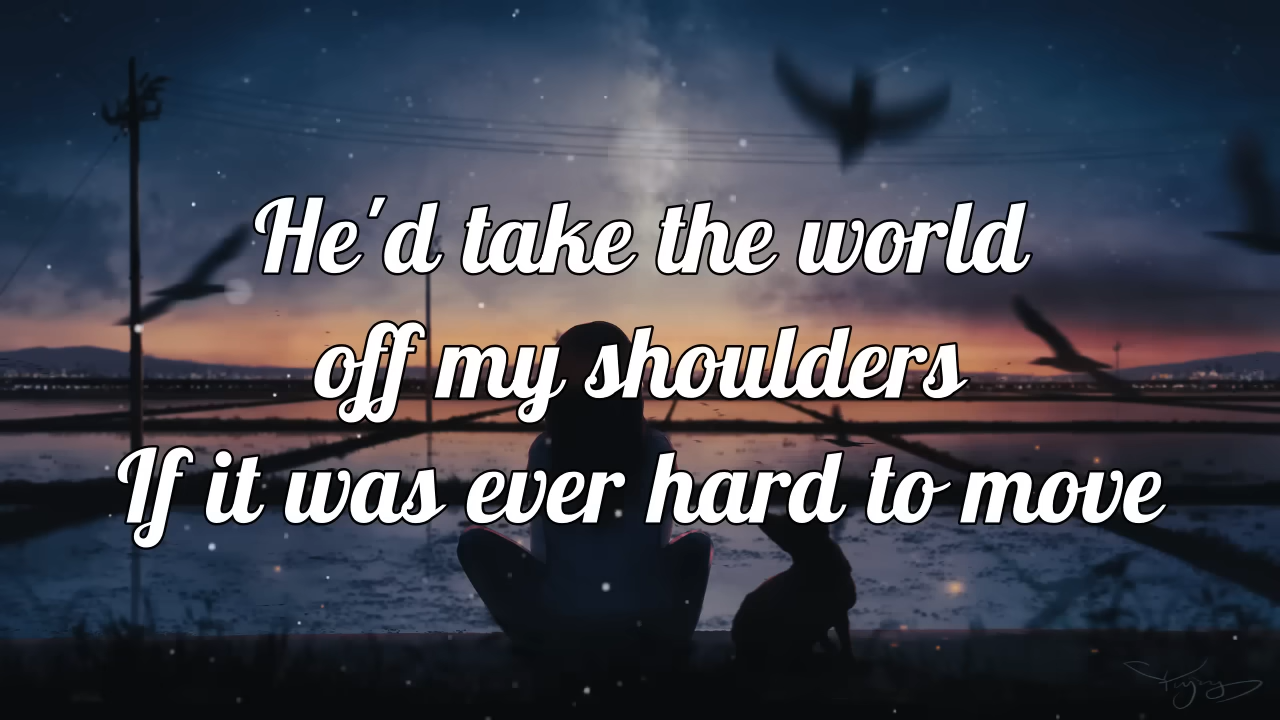 He'd take the world
off my shoulders
If it was ever hard to move